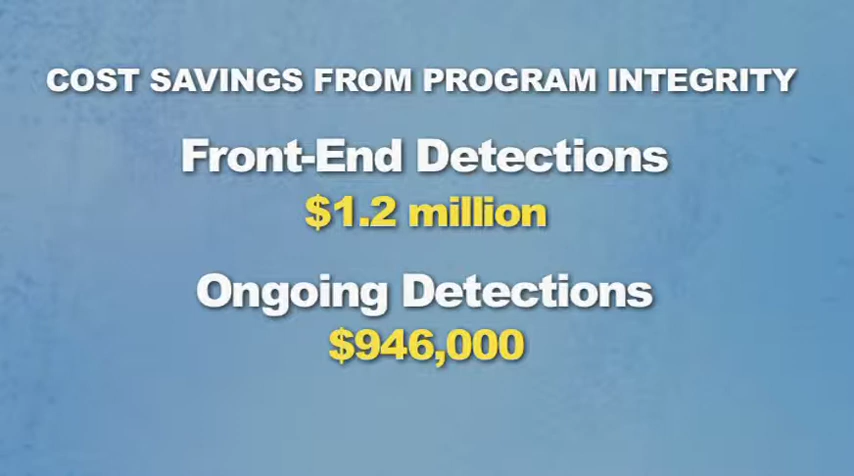 COST SAVINGS FROM PROGRAM INTEGRITY
Front-End Detections
$1.2 million
Ongoing Detections
$946,000